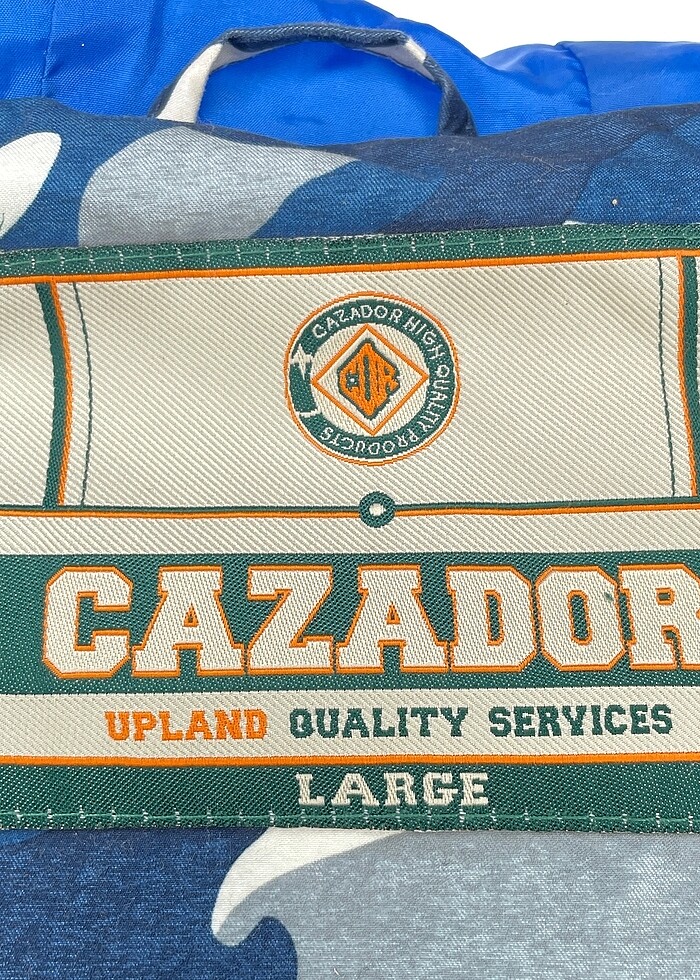 CAZADOR HIGH QUALITY PRODUCTS
CDR
CAZADOR
UPLAND QUALITY SERVICES
LARGE